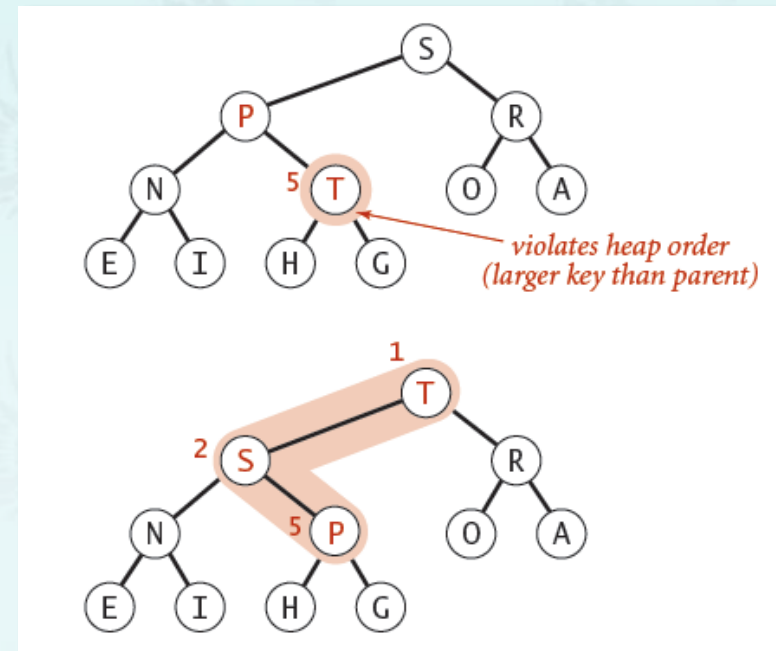 S
P R
N 5 T O A
E I H G
violates heap order
(larger key than parent)
1
T
2 S R
N 5 P O A
E I H G